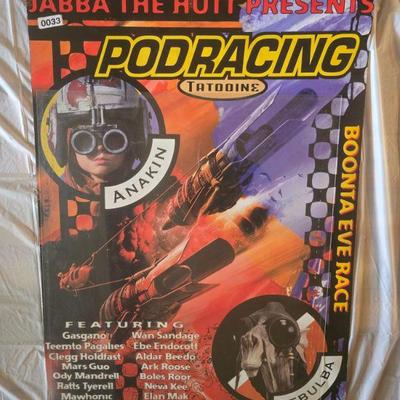 JABBA THE HUTT PRESENTS
0033
PODRACING
TATOOINE
ANAKIN
BOONTA EVE RACE
FEATURING
Gasgano Wan Sandage
Teemto Pagalies Ebe Endocott
Clegg Holdfast Aldar Beedo
Mars Guo Ark Roose
Ody Mandrell Boles Roor
Ratts Tyerell Neva Kee
Mawhonic Elan Mak
EBULBA